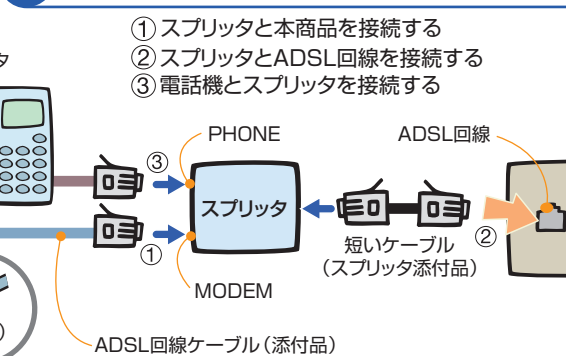 ①スプリッタと本商品を接続する
②スプリッタとADSL回線を接続する
③電話機とスプリッタを接続する
タ
PHONE
ADSL回線
③
スプリッタ
①
短いケーブル
(スプリッタ添付品)
②
MODEM
)
ADSL回線ケーブル(添付品)